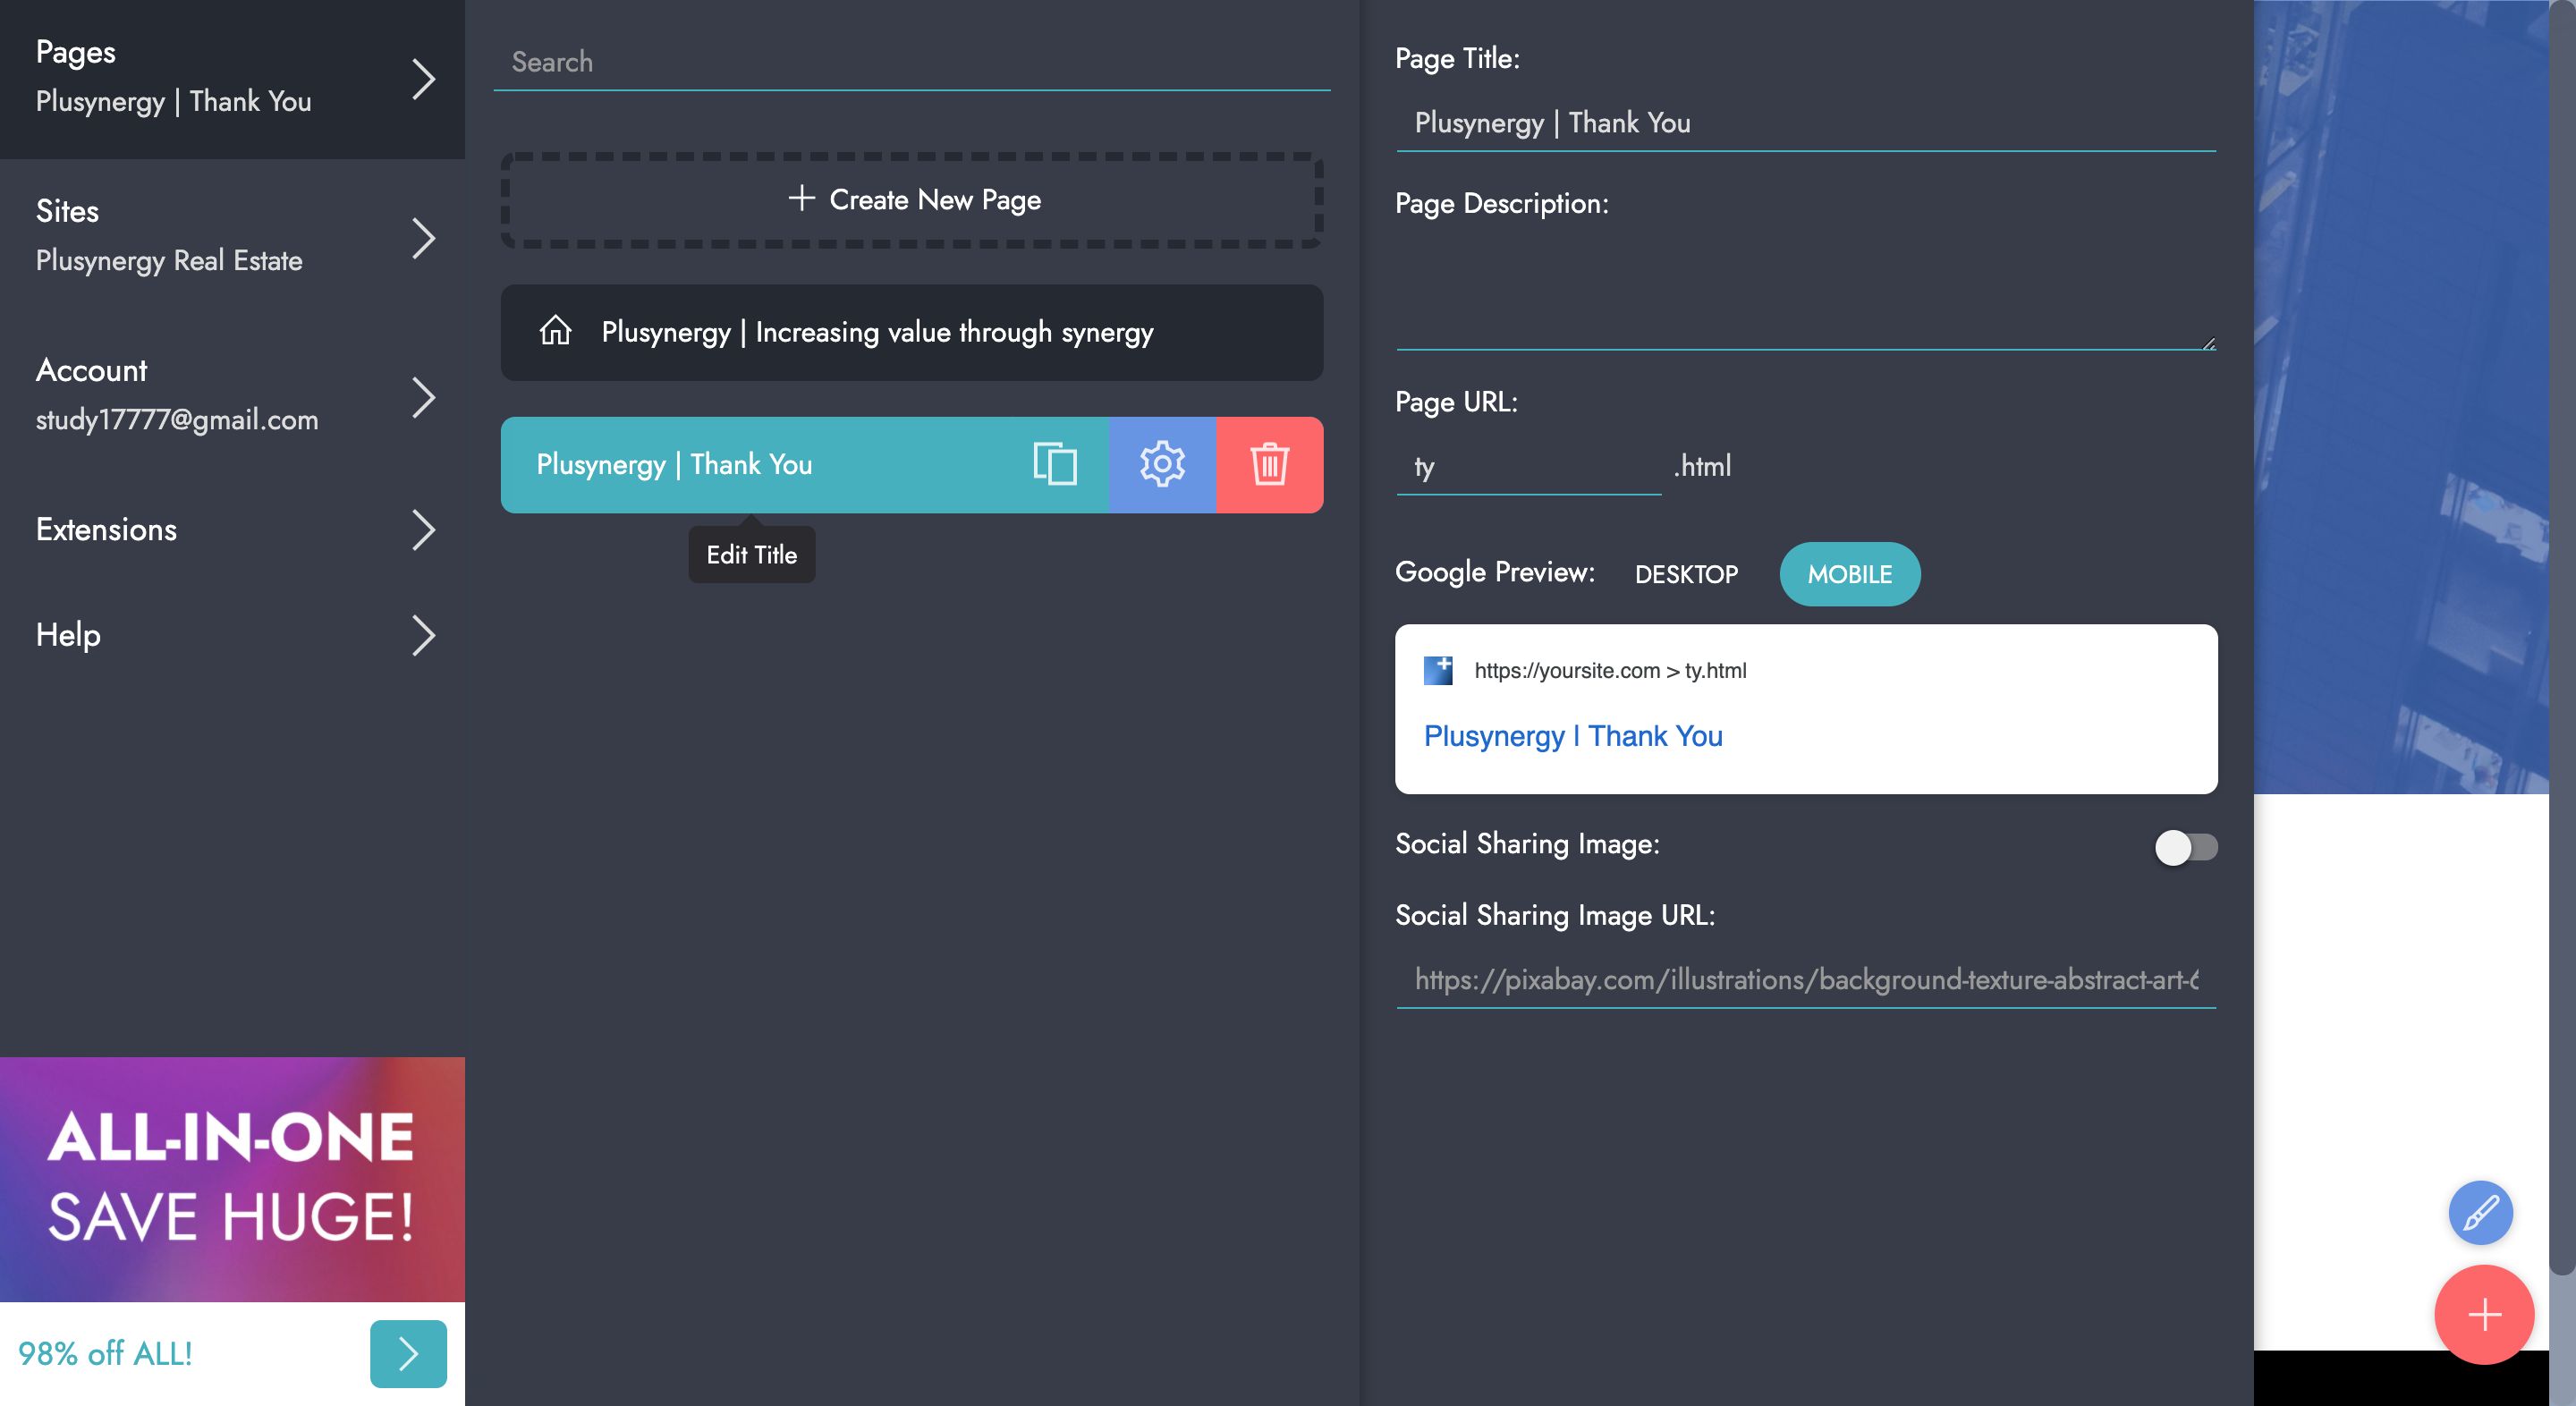 Pages
Plusynergy | Thank You
Sites
Plusynergy Real Estate
Account
study17777@gmail.com
Extensions
Help
ALL-IN-ONE
SAVE HUGE!
98% off ALL!
Search
Create New Page
Plusynergy | Increasing value through synergy
Plusynergy | Thank You
Edit Title
Page Title:
Plusynergy | Thank You
Page Description:
Page URL:
ty .html
Google Preview: DESKTOP MOBILE
https://yoursite.com > ty.html
Plusynergy | Thank You
Social Sharing Image:
Social Sharing Image URL:
https://pixabay.com/illustrations/background-texture-abstract-art-